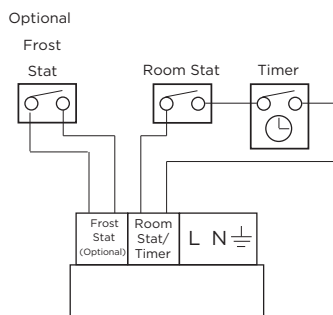 Optional
Frost
Stat
Room Stat
Timer
Frost
Stat
(Optional)
Room
Stat/
Timer
L N